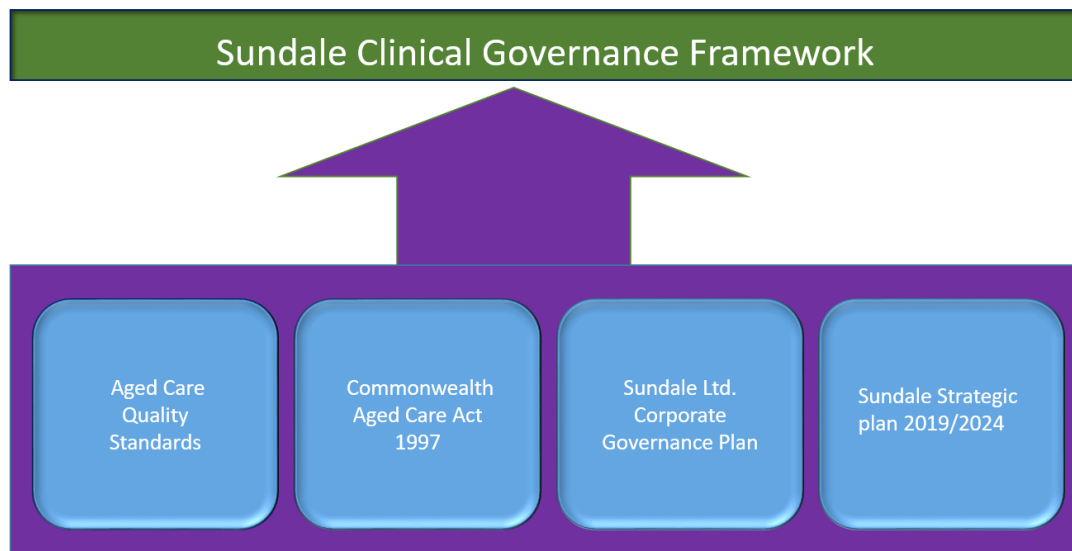 Sundale Clinical Governance Framework
Aged Care
Quality
Standards
Commonwealth
Aged Care Act
1997
Sundale Ltd.
Corporate
Governance Plan
Sundale Strategic
plan 2019/2024